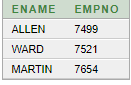 ENAME EMPNO
ALLEN 7499
WARD 7521
MARTIN 7654